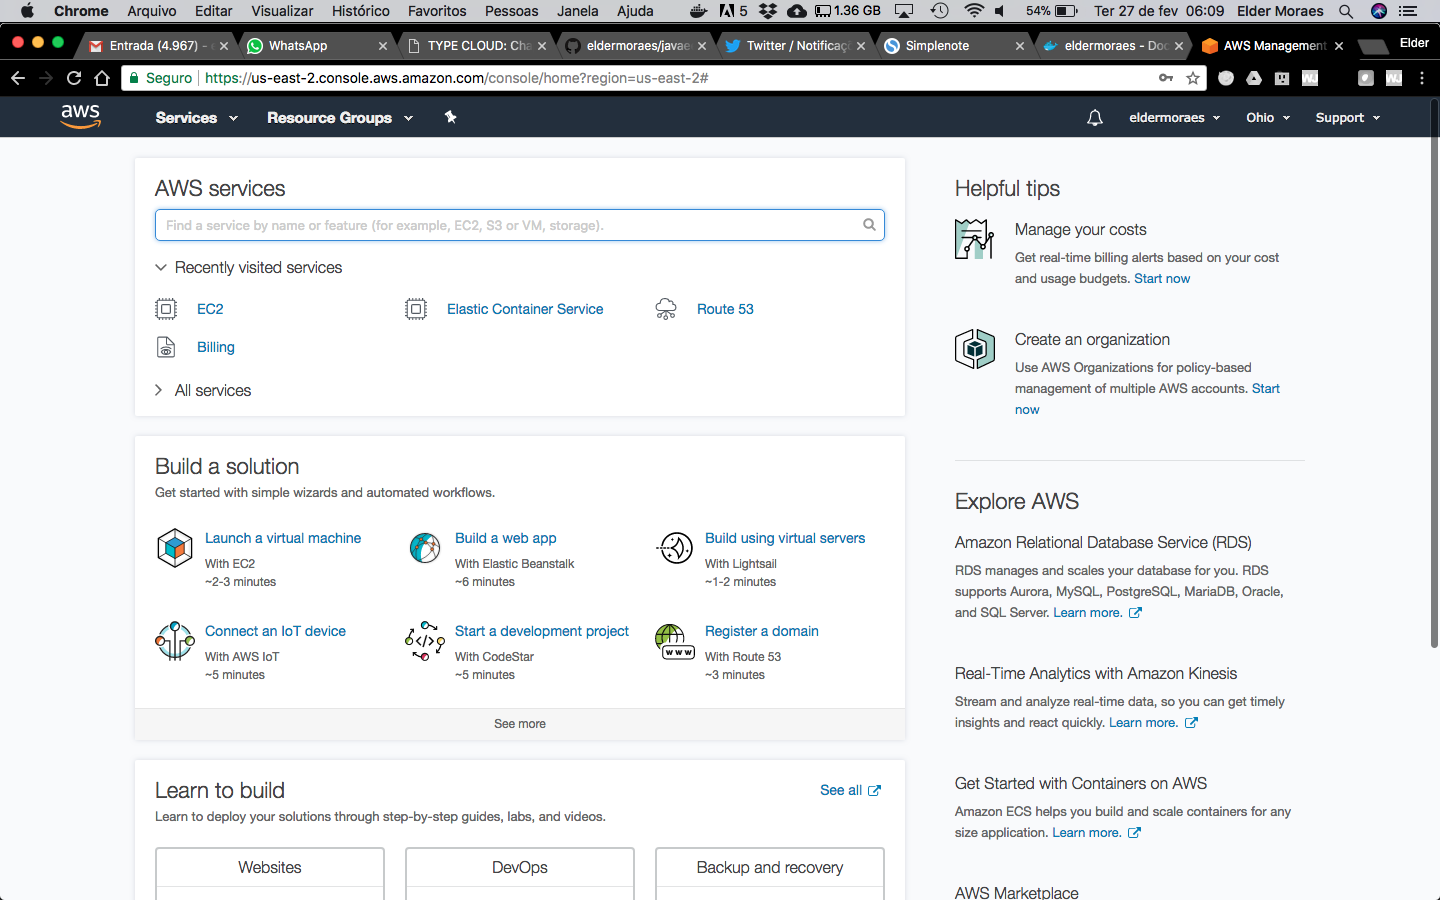 Chrome Arquivo Editar Visualizar Histórico Favoritos Pessoas Janela Ajuda 5 1.36 GB 54% Ter 27 de fev 06:09 Elder Moraes
Entrada (4.967) - WhatsApp TYPE CLOUD: Cha eldermoraes/javae Twitter / Notificaç Simplenote eldermoraes - Doc AWS Management Elder
Seguro https://us-east-2.console.aws.amazon.com/console/home?region=us-east-2#
aws Services Resource Groups eldermoraes Ohio Support
AWS services
Find a service by name or feature (for example, EC2, S3 or VM, storage).
Recently visited services
EC2 Elastic Container Service Route 53
Billing
All services
Build a solution
Get started with simple wizards and automated workflows.
Launch a virtual machine
With EC2
~2-3 minutes
Build a web app
With Elastic Beanstalk
~6 minutes
Build using virtual servers
With Lightsail
~1-2 minutes
Connect an IoT device
With AWS IoT
~5 minutes
Start a development project
With CodeStar
~5 minutes
www
Register a domain
With Route 53
~3 minutes
See more
Learn to build
See all
Learn to deploy your solutions through step-by-step guides, labs, and videos.
Websites DevOps Backup and recovery
Helpful tips
Manage your costs
Get real-time billing alerts based on your cost
and usage budgets. Start now
Create an organization
Use AWS Organizations for policy-based
management of multiple AWS accounts. Start
now
Explore AWS
Amazon Relational Database Service (RDS)
RDS manages and scales your database for you. RDS
supports Aurora, MySQL, PostgreSQL, MariaDB, Oracle,
and SQL Server. Learn more.
Real-Time Analytics with Amazon Kinesis
Stream and analyze real-time data, so you can get timely
insights and react quickly. Learn more.
Get Started with Containers on AWS
Amazon ECS helps you build and scale containers for any
size application. Learn more.
AWS Marketplace